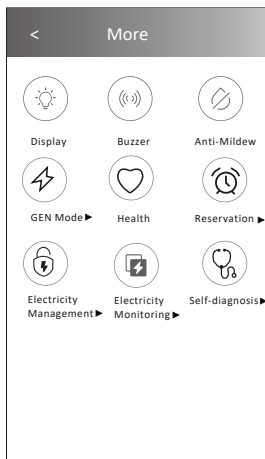 < More
Display Buzzer Anti-Mildew
GEN Mode► Health Reservation►
Electricity Management► Electricity Monitoring► Self-diagnosis►